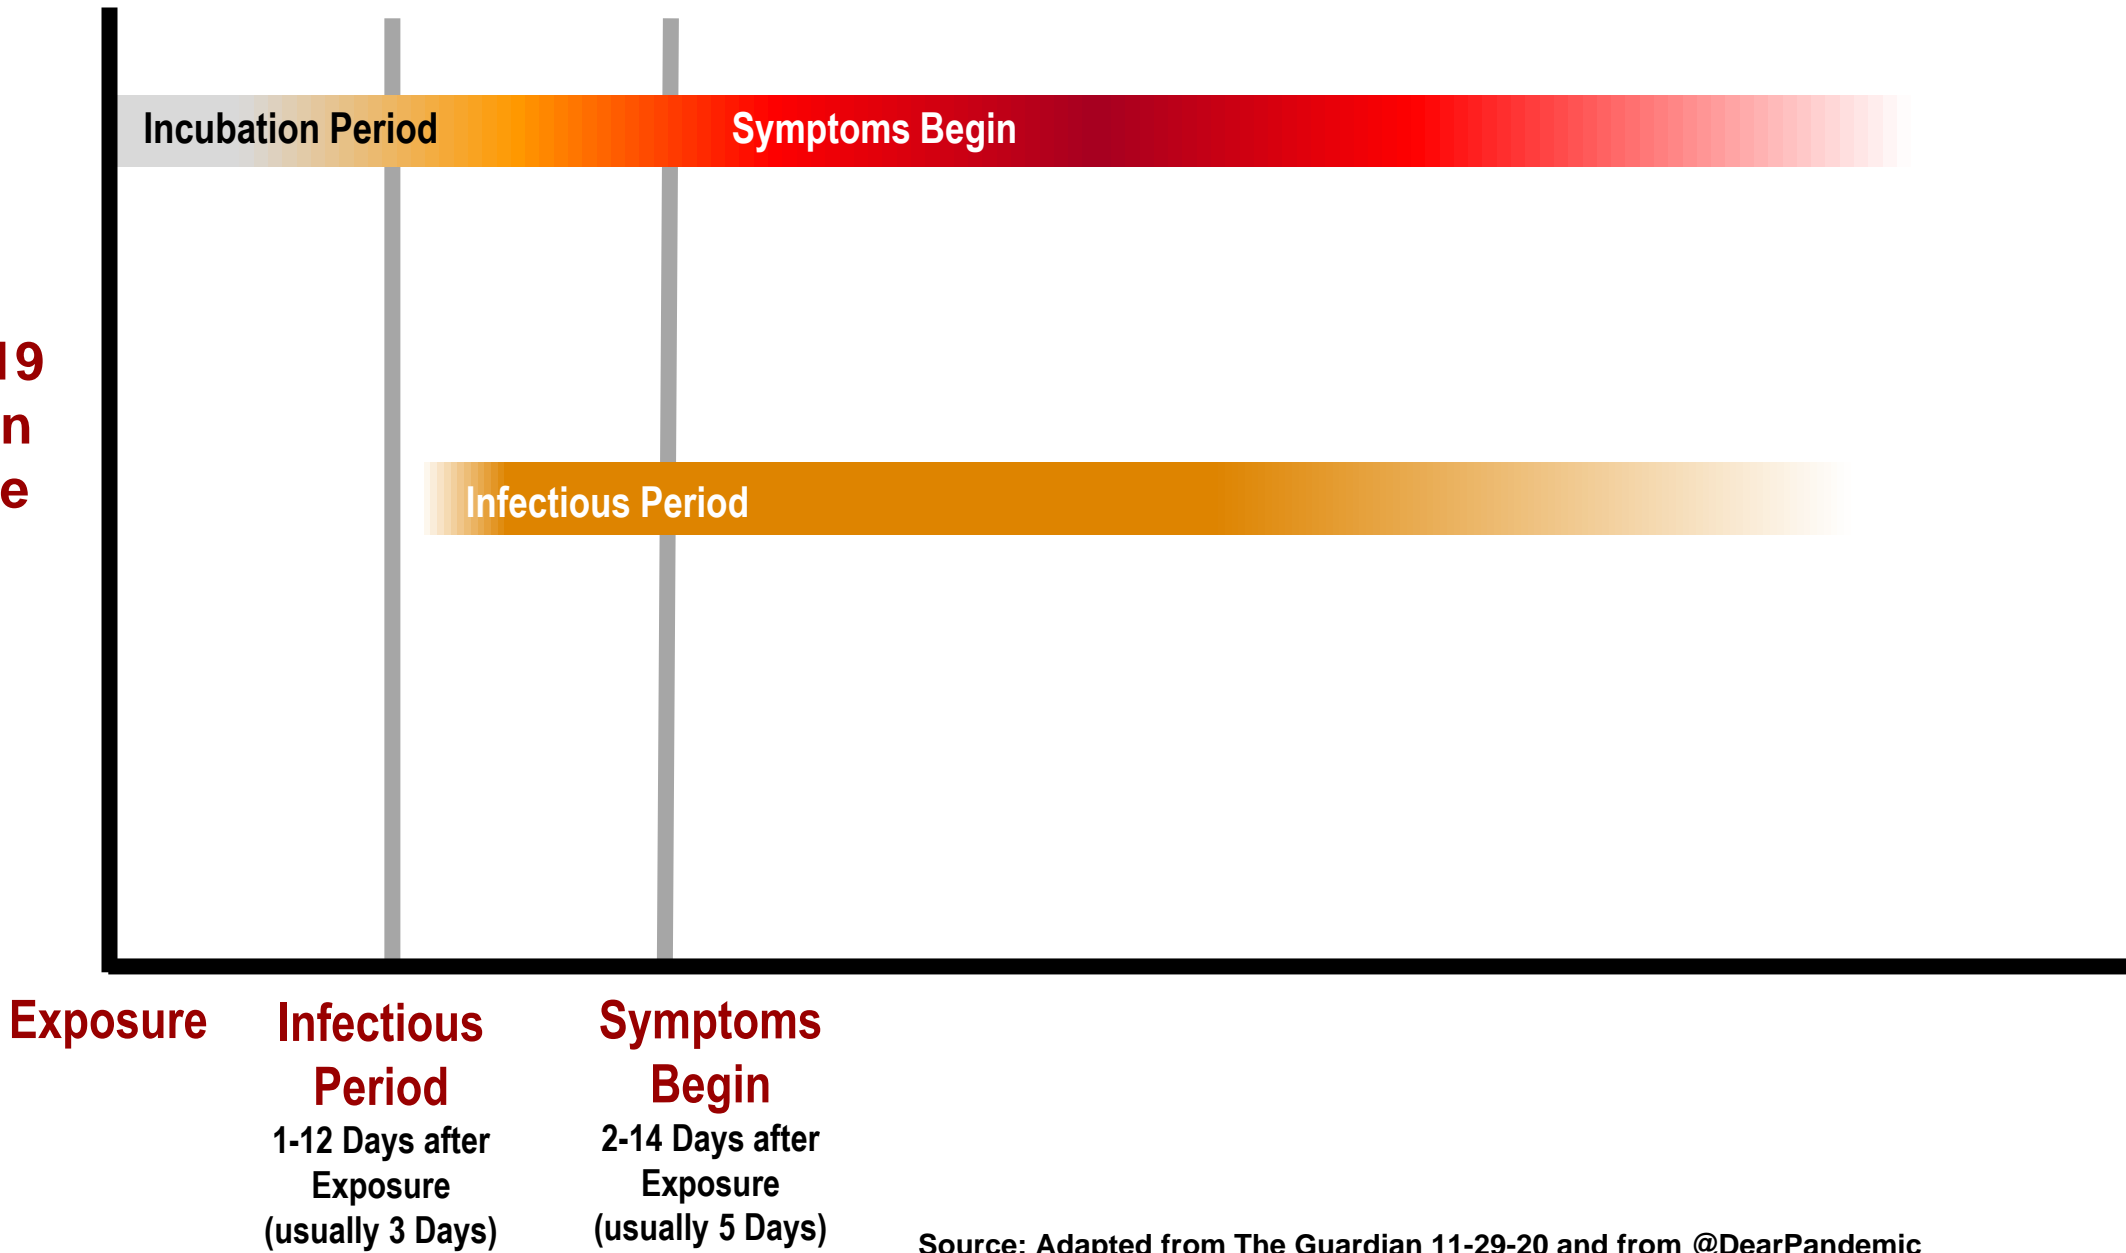 Incubation Period
Symptoms Begin
19
n
e
Infectious Period
Exposure
Infectious
Period
1-12 Days after
Exposure
(usually 3 Days)
Symptoms
Begin
2-14 Days after
Exposure
(usually 5 Days)
Source: Adapted from The Guardian 11-29-20 and from @DearPandemic